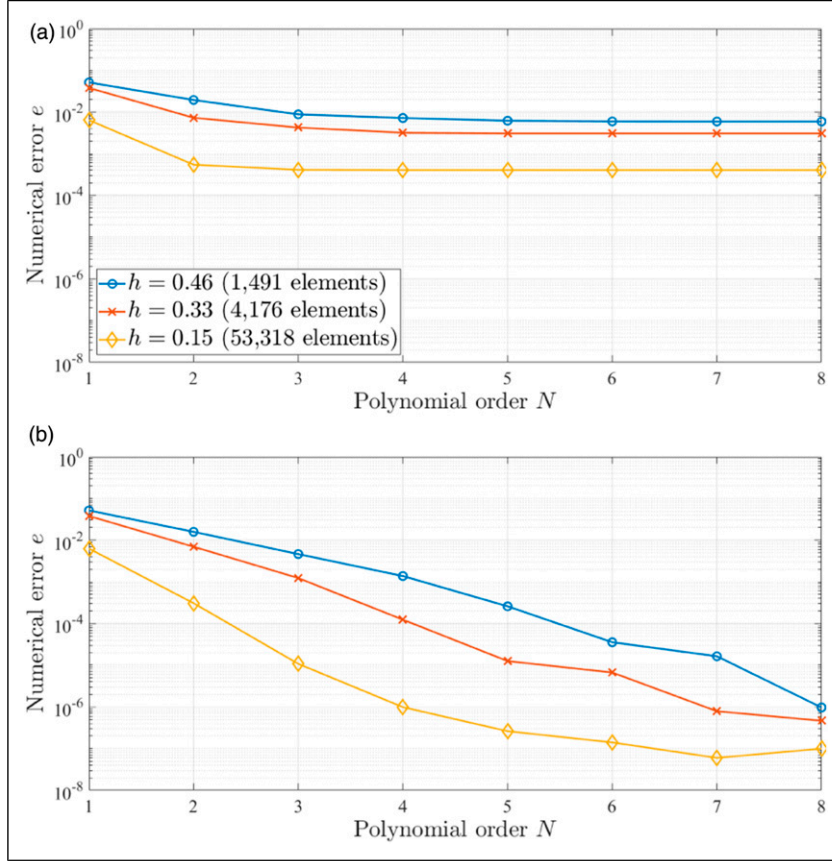 (a)
10^0
10^-2
10^-4
10^-6
10^-8
Numerical error e
h = 0.46 (1,491 elements)
h = 0.33 (4,176 elements)
h = 0.15 (53,318 elements)
1 2 3 4 5 6 7 8
Polynomial order N
(b)
10^0
10^-2
10^-4
10^-6
10^-8
Numerical error e
1 2 3 4 5 6 7 8
Polynomial order N